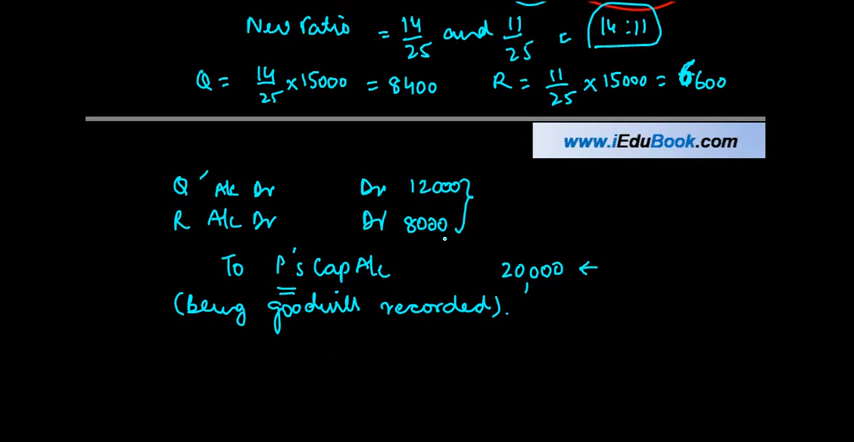 New ratio = 14/25 and 11/25 = 14:11
Q = 14/25 × 15000 = 8400 R = 11/25 × 15000 = 6600
www.iEduBook.com
Q' A/c Dr Dr 12000
R A/c Dr Dr 8000
To P's Cap A/c 20,000 ←
(being goodwill recorded).